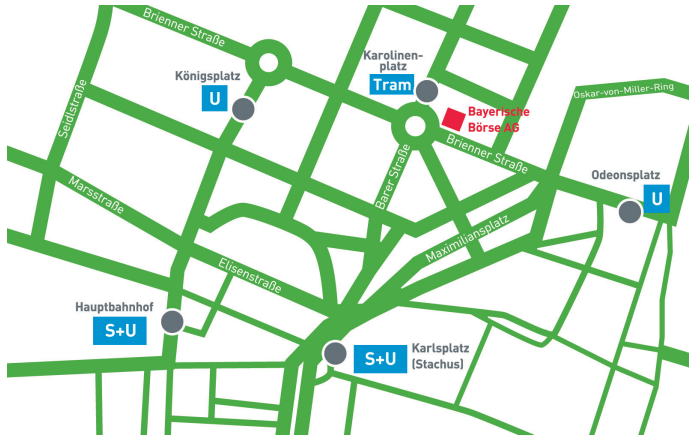 Brienner Straße
Karolinen-
platz
Tram
Königsplatz
U
Seidlstraße
Oskar-von-Miller-Ring
Bayerische
Börse AG
Brienner Straße
Barer Straße
Odeonsplatz
U
Marsstraße
Maximiliansplatz
Elisenstraße
Hauptbahnhof
S+U
S+U
Karlsplatz
(Stachus)